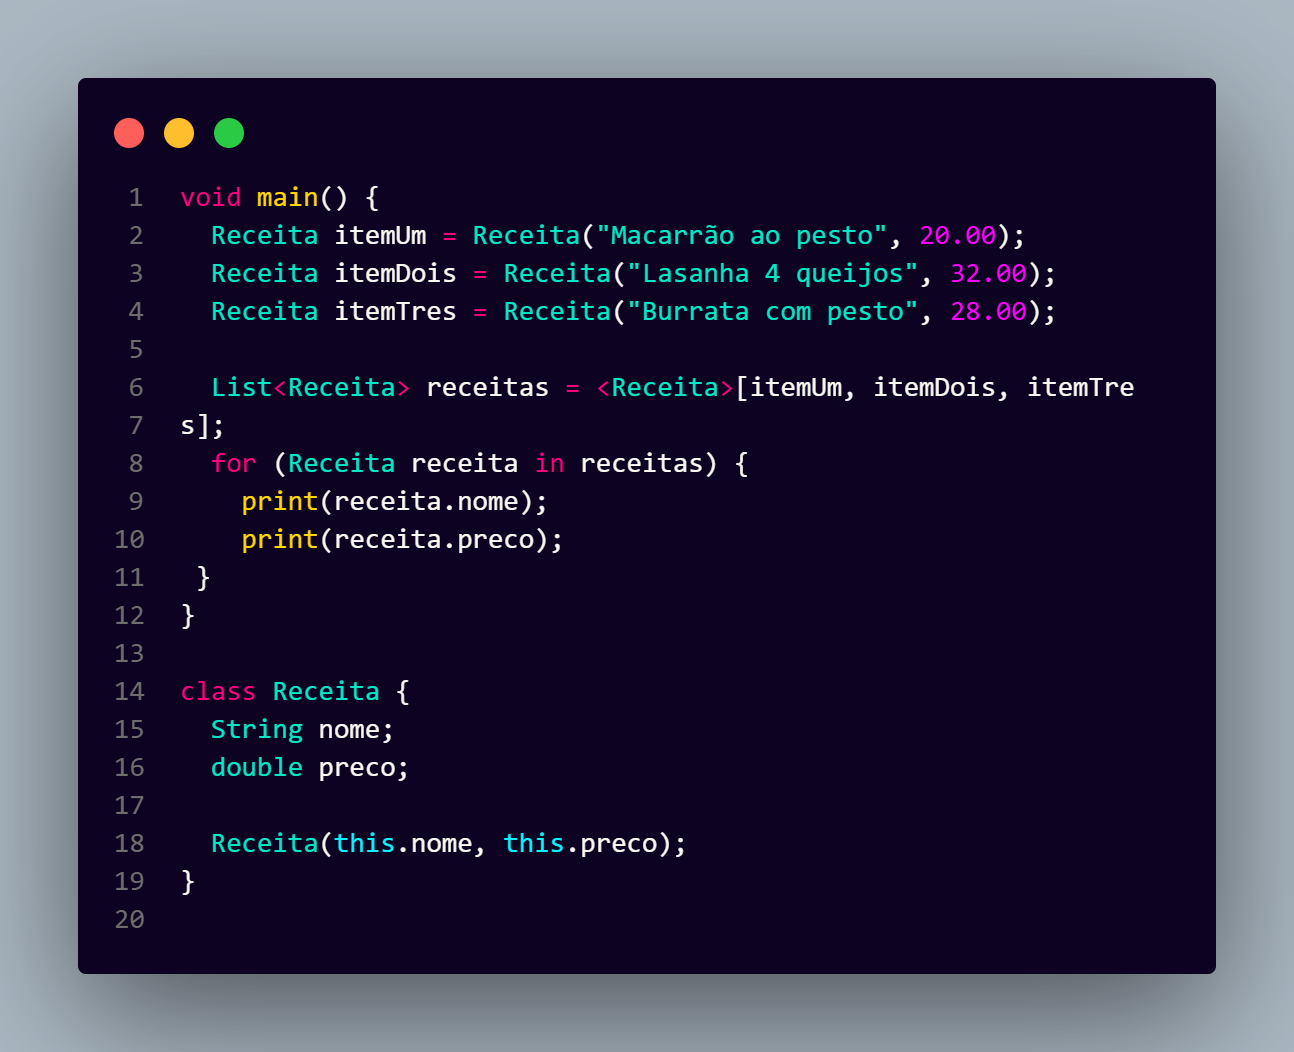 1 void main() {
2   Receita itemUm = Receita("Macarrão ao pesto", 20.00);
3   Receita itemDois = Receita("Lasanha 4 queijos", 32.00);
4   Receita itemTres = Receita("Burrata com pesto", 28.00);
5
6   List<Receita> receitas = <Receita>[itemUm, itemDois, itemTre
7 s];
8   for (Receita receita in receitas) {
9     print(receita.nome);
10     print(receita.preco);
11  }
12 }
13
14 class Receita {
15   String nome;
16   double preco;
17
18   Receita(this.nome, this.preco);
19 }
20